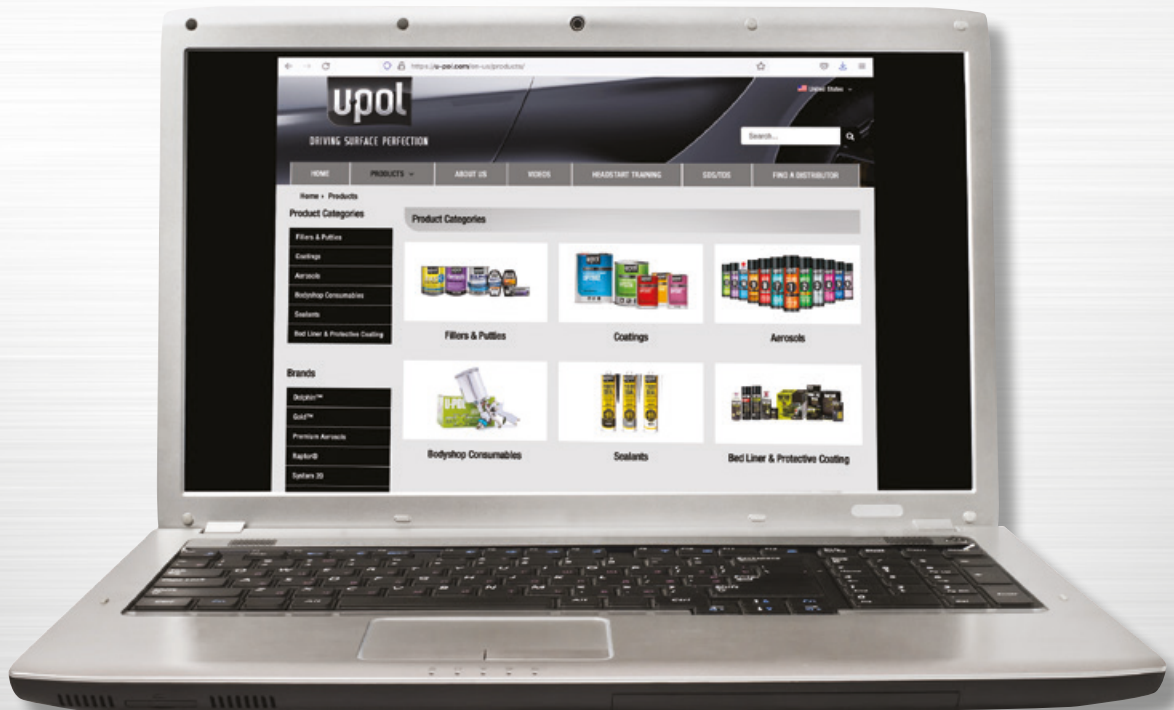 https://u-pol.com/en-us/products/
United States
upol
DRIVING SURFACE PERFECTION
Search...
HOME
PRODUCTS
ABOUT US
VIDEOS
HEADSTART TRAINING
SDS/TDS
FIND A DISTRIBUTOR
Home › Products
Product Categories
Fillers & Putties
Coatings
Aerosols
Bodyshop Consumables
Sealants
Bed Liner & Protective Coating
Brands
Dolphin™
Gold™
Premium Aerosols
Raptor®
System 20
Product Categories
Fillers & Putties
Coatings
Aerosols
Bodyshop Consumables
Sealants
Bed Liner & Protective Coating